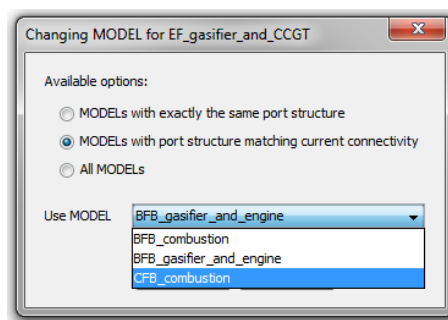 Changing MODEL for EF_gasifier_and_CCGT
Available options:
MODELs with exactly the same port structure
MODELs with port structure matching current connectivity
All MODELs
Use MODEL BFB_gasifier_and_engine
BFB_combustion
BFB_gasifier_and_engine
CFB_combustion